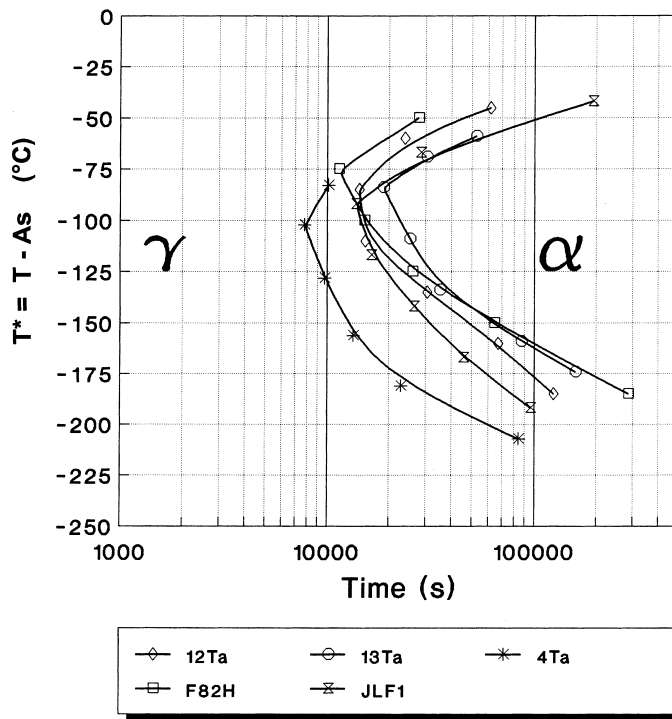 0
-25
-50
-75
-100
-125
-150
-175
-200
-225
-250
T* = T - As (°C)
γ
α
1000 10000 100000
Time (s)
12Ta 13Ta 4Ta
F82H JLF1